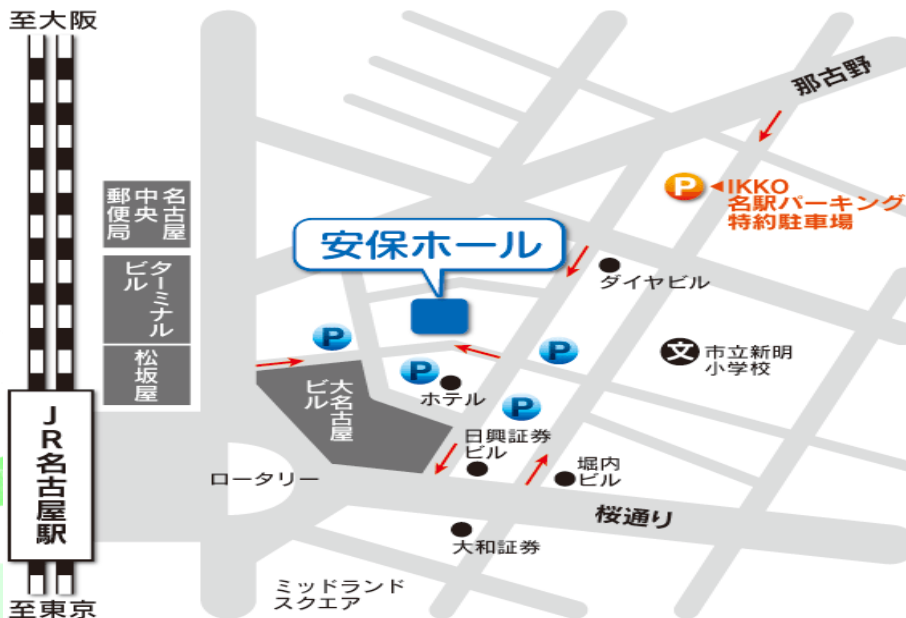 至大阪
那古野
P
IKKO
名駅パーキング
特約駐車場
名古屋
中央
郵便局
安保ホール
ターミナル
ビル
ダイヤビル
P
P
文
市立新明
小学校
松坂屋
P
ホテル
大名古屋
ビル
P
JR名古屋駅
日興証券
ビル
堀内
ビル
ロータリー
桜通り
大和証券
ミッドランド
スクエア
至東京